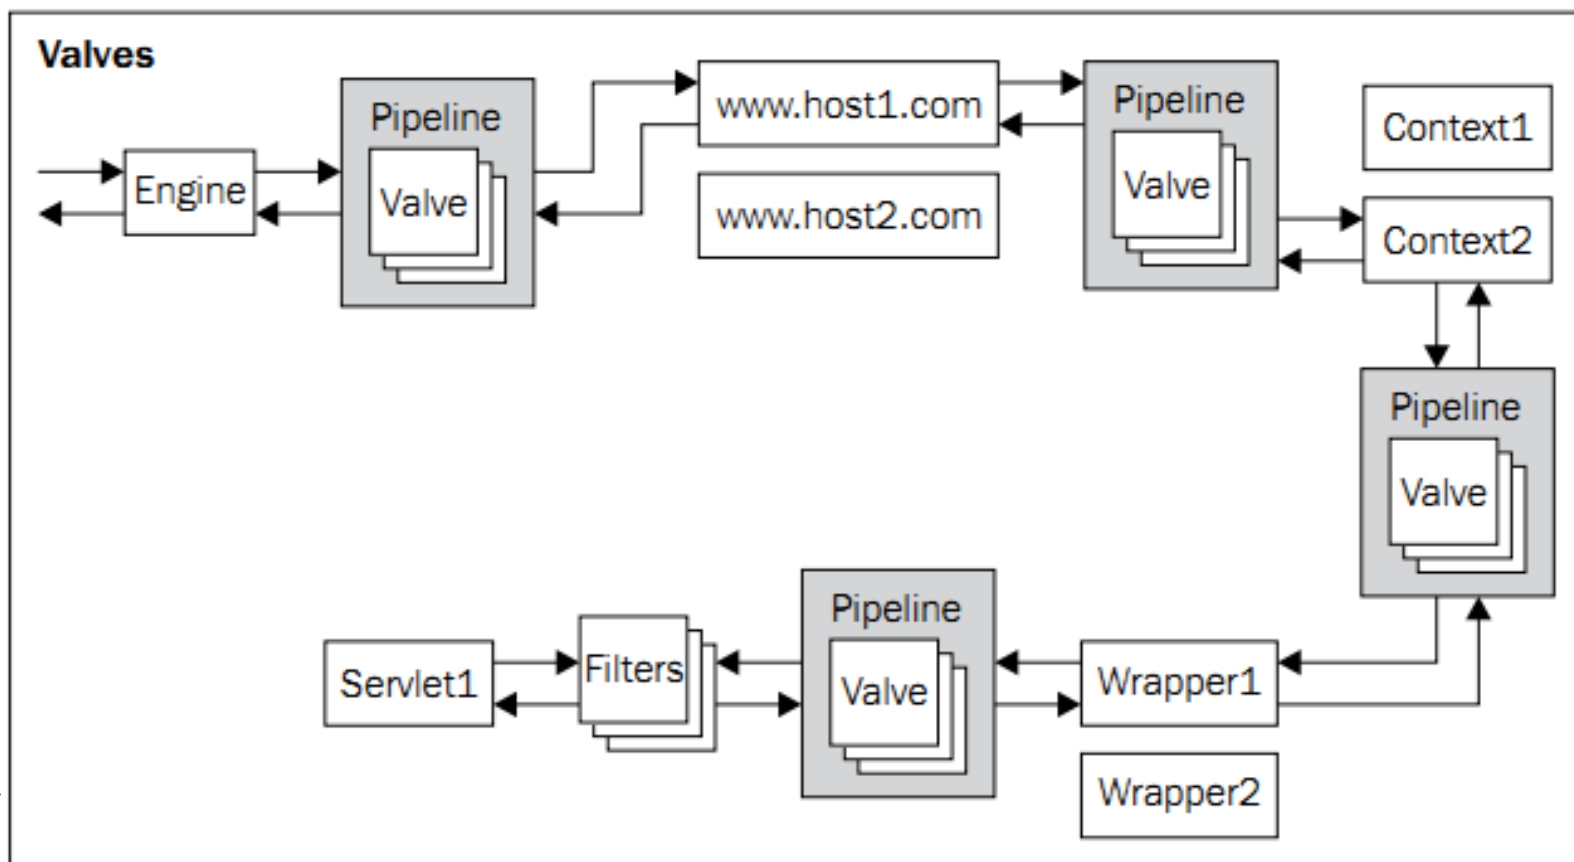 Valves
Engine
Pipeline
Valve
www.host1.com
www.host2.com
Pipeline
Valve
Context1
Context2
Pipeline
Valve
Servlet1
Filters
Pipeline
Valve
Wrapper1
Wrapper2